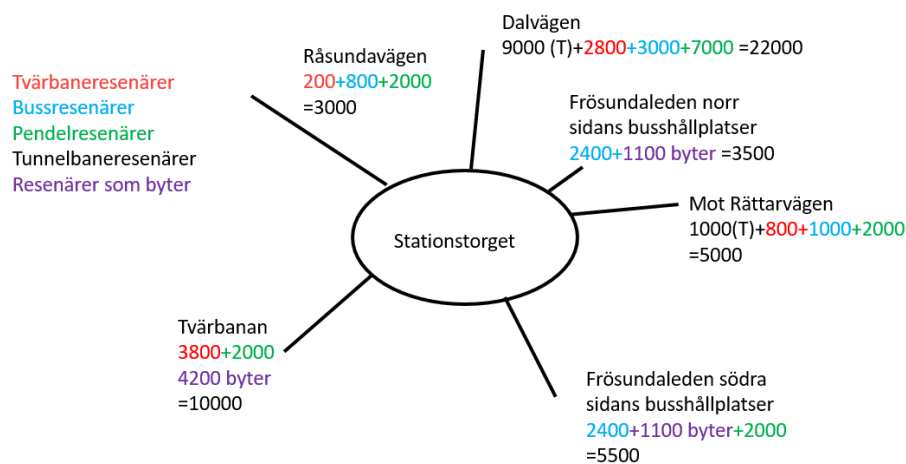 Dalvägen
9000 (T)+2800+3000+7000 =22000
Råsundavägen
200+800+2000
=3000
Tvärbaneresenärer
Bussresenärer
Pendelresenärer
Tunnelbaneresenärer
Resenärer som byter
Frösundaleden norr
sidans busshållplatser
2400+1100 byter =3500
Mot Rättarvägen
1000(T)+800+1000+2000
=5000
Stationstorget
Tvärbanan
3800+2000
4200 byter
=10000
Frösundaleden södra
sidans busshållplatser
2400+1100 byter+2000
=5500